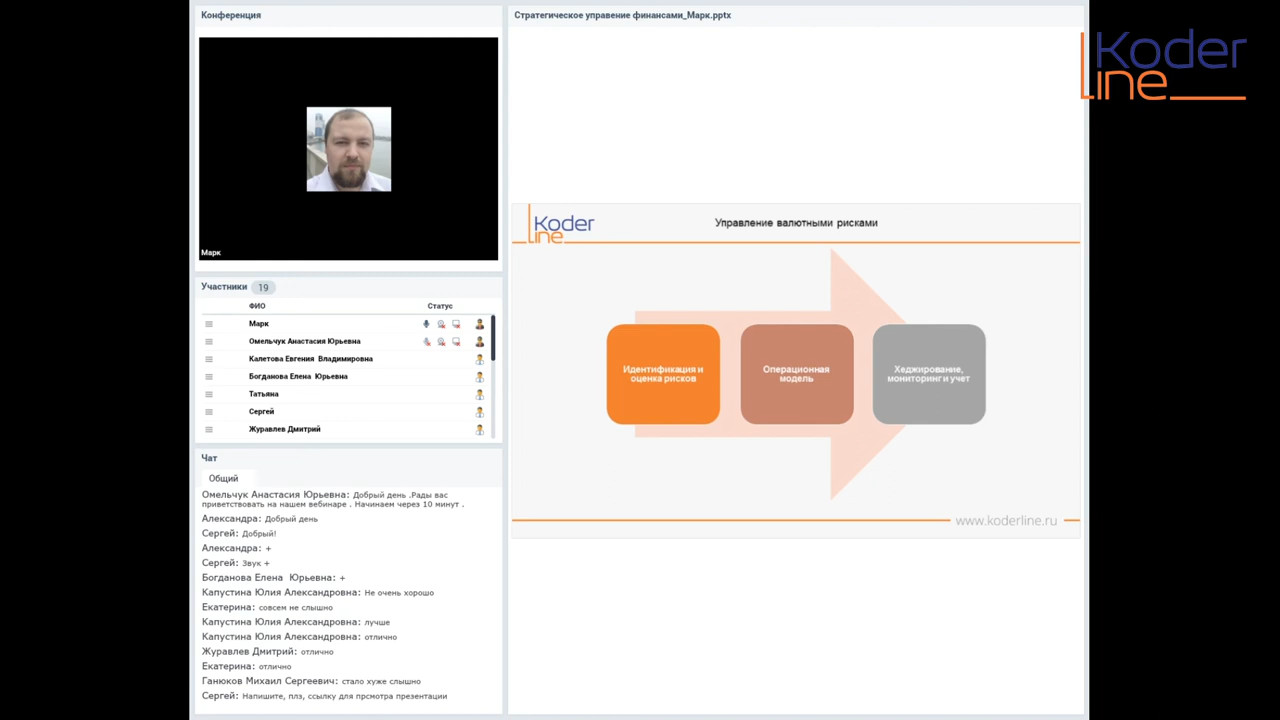 Конференция
Марк
Участники 19
ФИО Статус
Марк
Омельчук Анастасия Юрьевна
Калетова Евгения Владимировна
Богданова Елена Юрьевна
Татьяна
Сергей
Журавлев Дмитрий
Чат
Общий
Омельчук Анастасия Юрьевна: Добрый день .Рады вас
приветствовать на нашем вебинаре . Начинаем через 10 минут .
Александра: Добрый день
Сергей: Добрый!
Александра: +
Сергей: Звук +
Богданова Елена Юрьевна: +
Капустина Юлия Александровна: Не очень хорошо
Екатерина: совсем не слышно
Капустина Юлия Александровна: лучше
Капустина Юлия Александровна: отлично
Журавлев Дмитрий: отлично
Екатерина: отлично
Ганюков Михаил Сергеевич: стало хуже слышно
Сергей: Напишите, плз, ссылку для прсмотра презентации
Стратегическое управение финансами_Марк.pptx
Koder
line
Управление валютными рисками
Идентификация и
оценка рисков
Операционная
модель
Хеджирование,
мониторинг и учет
www.koderline.ru
Koder
line